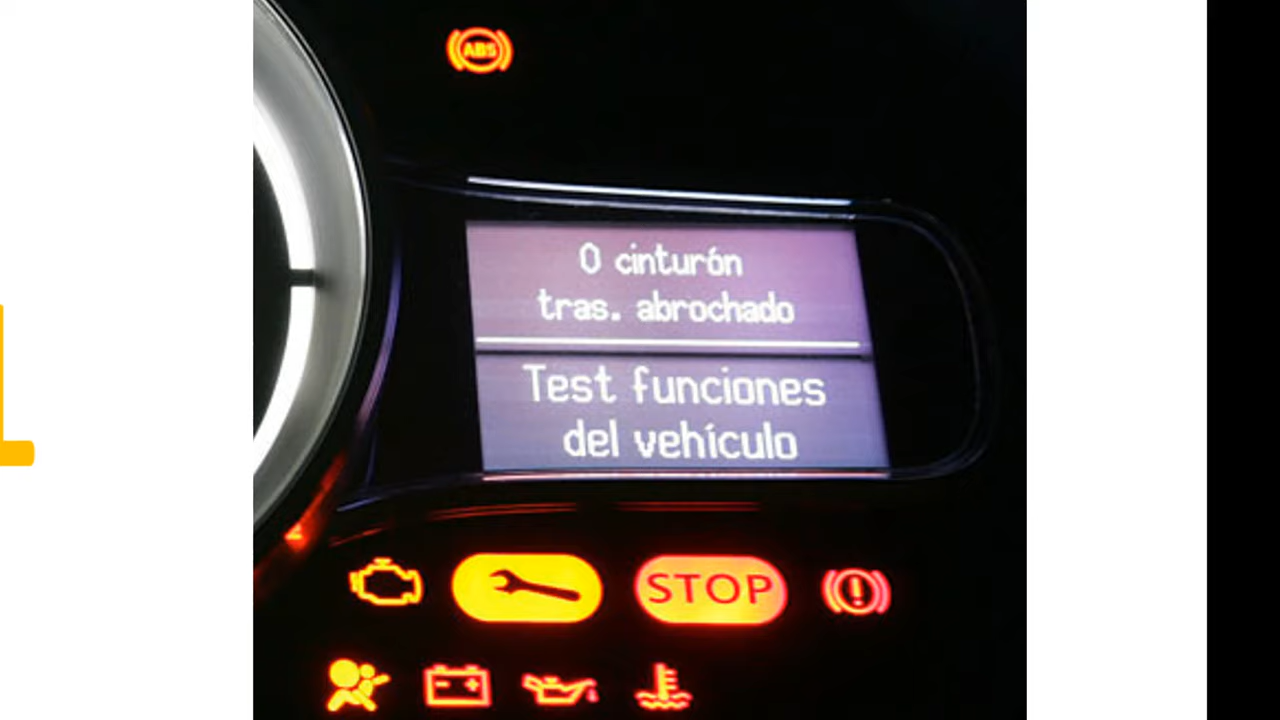 ABS
0 cinturón
tras. abrochado
Test funciones
del vehículo
STOP